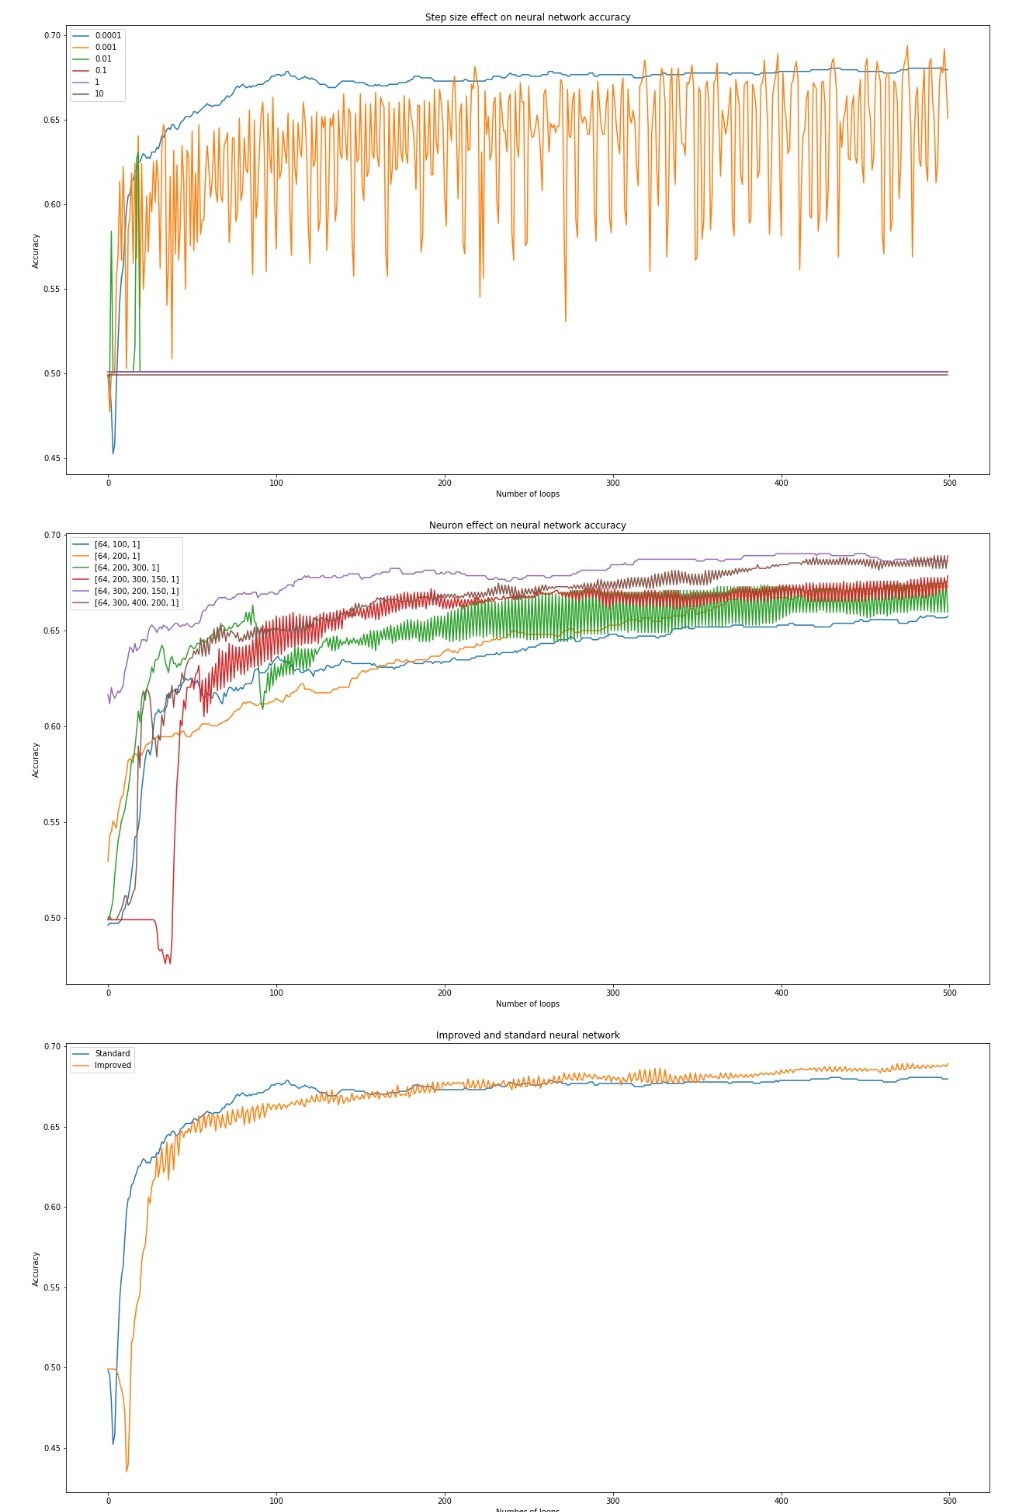 Step size effect on neural network accuracy
0.70
0.65
0.60
0.55
0.50
0.45
Accuracy
0.0001
0.001
0.01
0.1
1
10
0 100 200 300 400 500
Number of loops
Neuron effect on neural network accuracy
0.70
0.65
0.60
0.55
0.50
Accuracy
[64, 100, 1]
[64, 200, 1]
[64, 200, 300, 1]
[64, 200, 300, 150, 1]
[64, 300, 200, 150, 1]
[64, 300, 400, 200, 1]
0 100 200 300 400 500
Number of loops
Improved and standard neural network
0.70
0.65
0.60
0.55
0.50
0.45
Accuracy
Standard
Improved
0 100 200 300 400 500
Number of loops